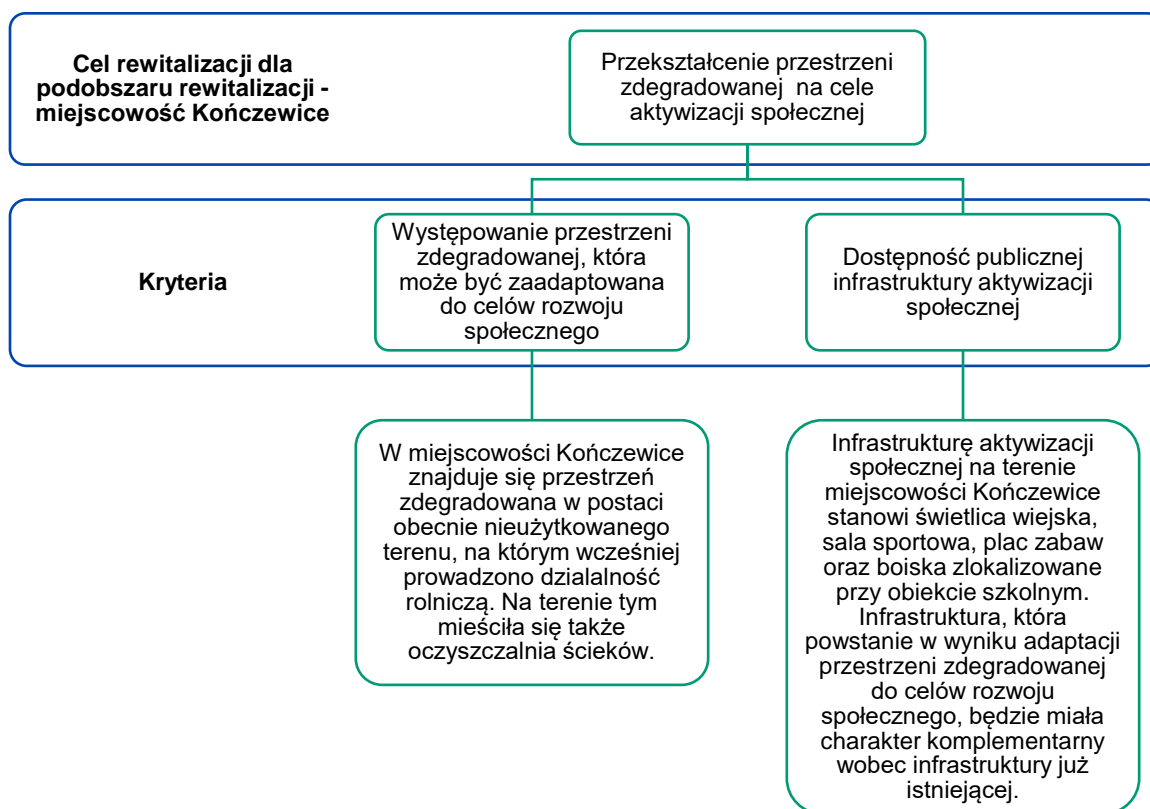 Cel rewitalizacji dla
podobszaru rewitalizacji -
miejscowość Kończewice
Przekształcenie przestrzeni
zdegradowanej na cele
aktywizacji społecznej
Kryteria
Występowanie przestrzeni
zdegradowanej, która
może być zaadaptowana
do celów rozwoju
społecznego
Dostępność publicznej
infrastruktury aktywizacji
społecznej
W miejscowości Kończewice
znajduje się przestrzeń
zdegradowana w postaci
obecnie nieużytkowanego
terenu, na którym wcześniej
prowadzono dzialalność
rolniczą. Na terenie tym
mieściła się także
oczyszczalnia ścieków.
Infrastrukturę aktywizacji
społecznej na terenie
miejscowości Kończewice
stanowi świetlica wiejska,
sala sportowa, plac zabaw
oraz boiska zlokalizowane
przy obiekcie szkolnym.
Infrastruktura, która
powstanie w wyniku adaptacji
przestrzeni zdegradowanej
do celów rozwoju
społecznego, będzie miała
charakter komplementarny
wobec infrastruktury już
istniejącej.